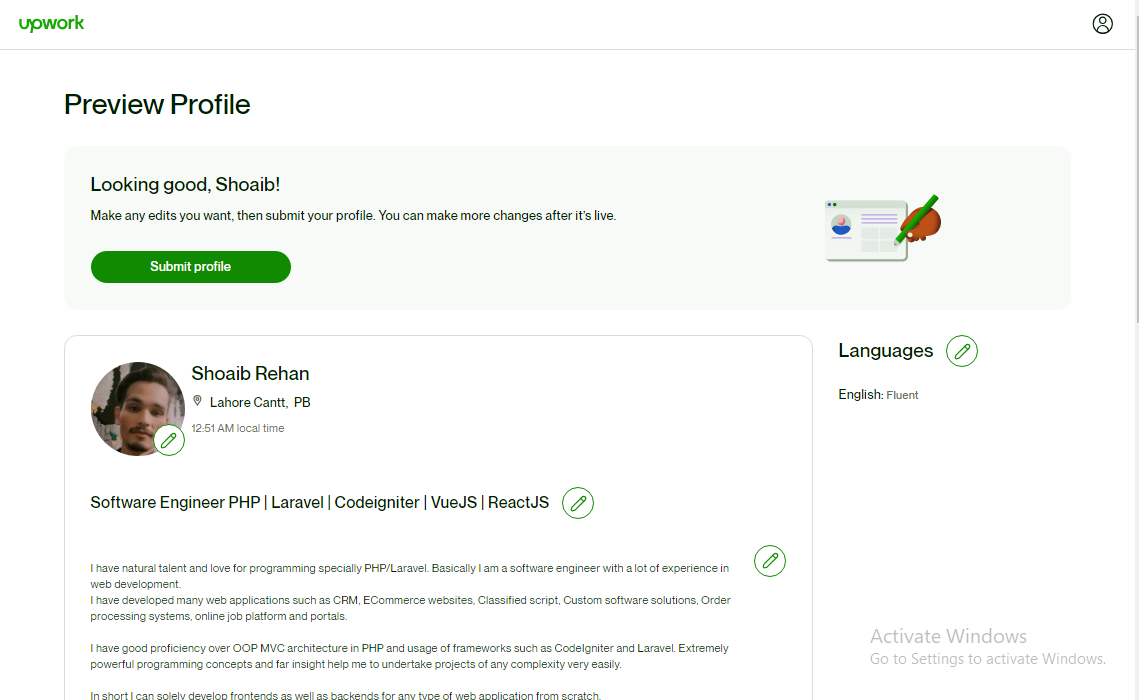 upwork
Preview Profile
Looking good, Shoaib!
Make any edits you want, then submit your profile. You can make more changes after it's live.
Submit profile
Shoaib Rehan
Lahore Cantt, PB
12:51 AM local time
Software Engineer PHP | Laravel | Codeigniter | VueJS | ReactJS
I have natural talent and love for programming specially PHP/Laravel. Basically I am a software engineer with a lot of experience in
web development.
I have developed many web applications such as CRM, ECommerce websites, Classified script, Custom software solutions, Order
processing systems, online job platform and portals.
I have good proficiency over OOP MVC architecture in PHP and usage of frameworks such as CodeIgniter and Laravel. Extremely
powerful programming concepts and far insight help me to undertake projects of any complexity very easily.
In short I can solely develop frontends as well as backends for any type of web application from scratch.
Languages
English: Fluent
Activate Windows
Go to Settings to activate Windows.